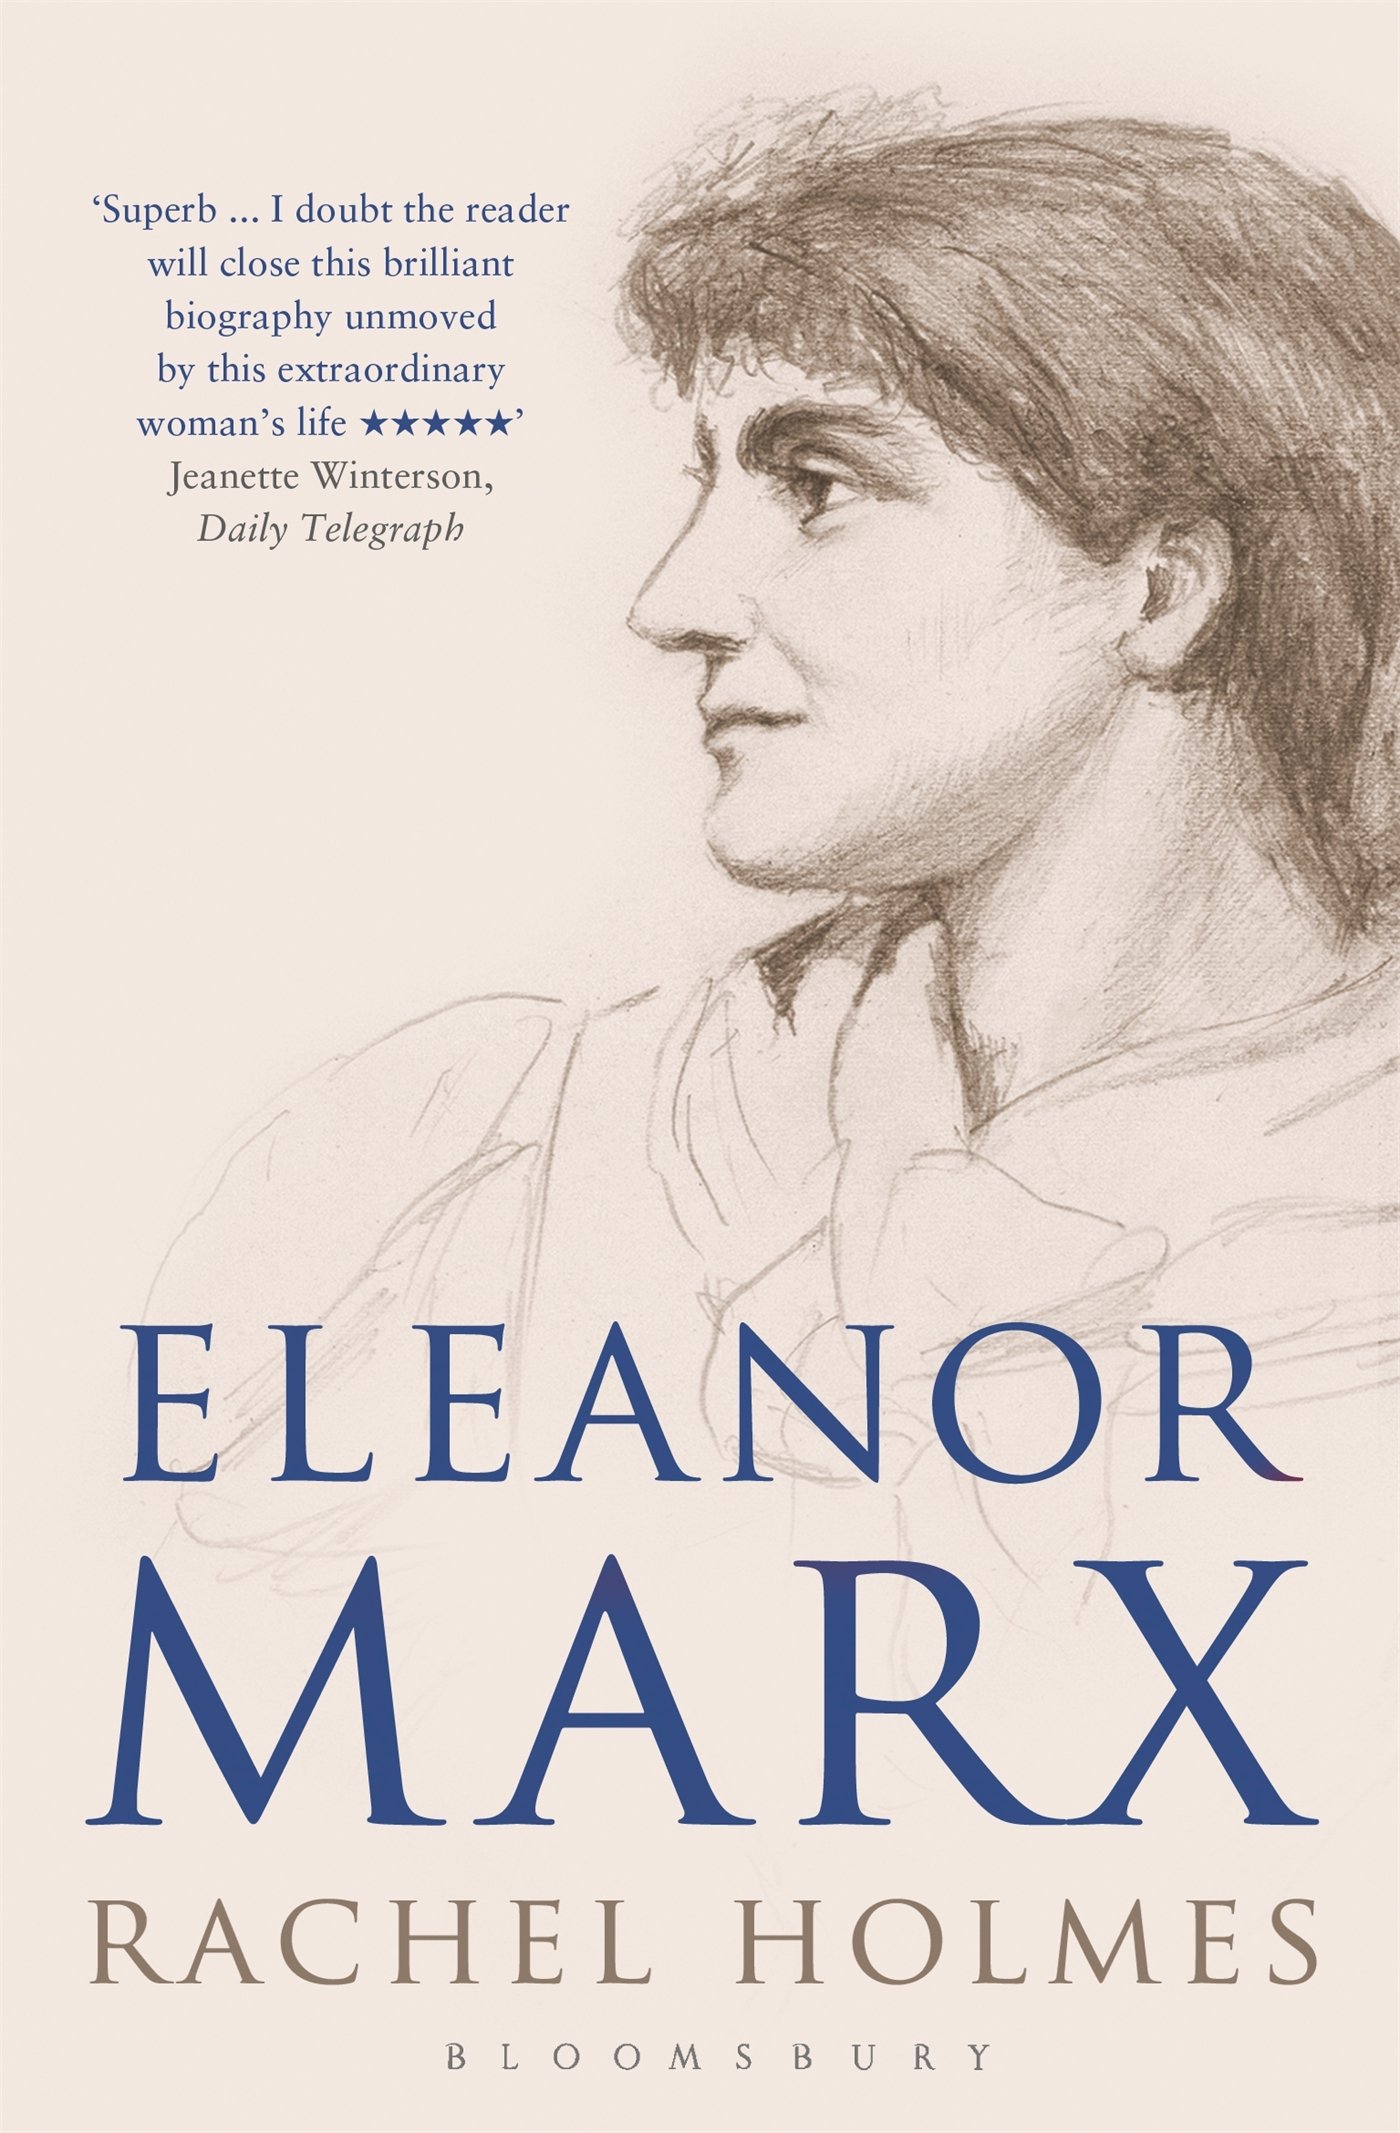 ‘Superb ... I doubt the reader
will close this brilliant
biography unmoved
by this extraordinary
woman’s life ★★★★★’
Jeanette Winterson,
Daily Telegraph
ELEANOR
MARX
RACHEL HOLMES
BLOOMSBURY